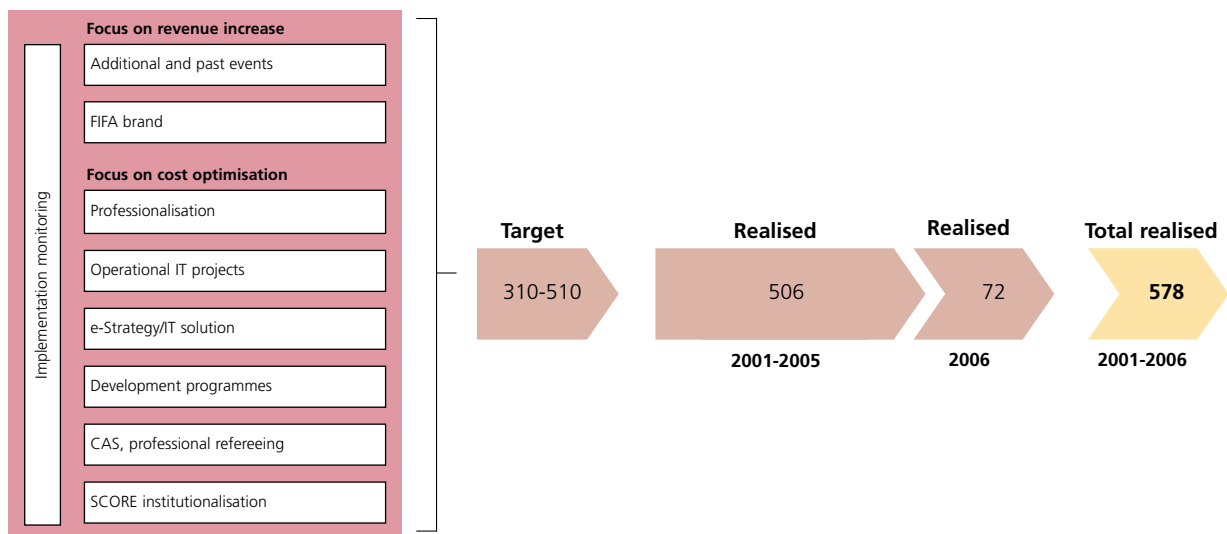 Implementation monitoring
Focus on revenue increase
Additional and past events
FIFA brand
Focus on cost optimisation
Professionalisation
Operational IT projects
e-Strategy/IT solution
Development programmes
CAS, professional refereeing
SCORE institutionalisation
Target
310-510
Realised
506
2001-2005
Realised
72
2006
Total realised
578
2001-2006